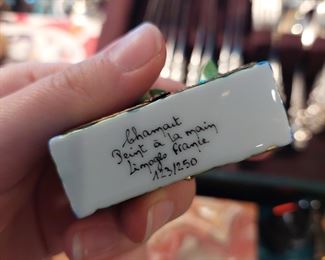 Chamart
Peint à la main
Limoges France
123/250